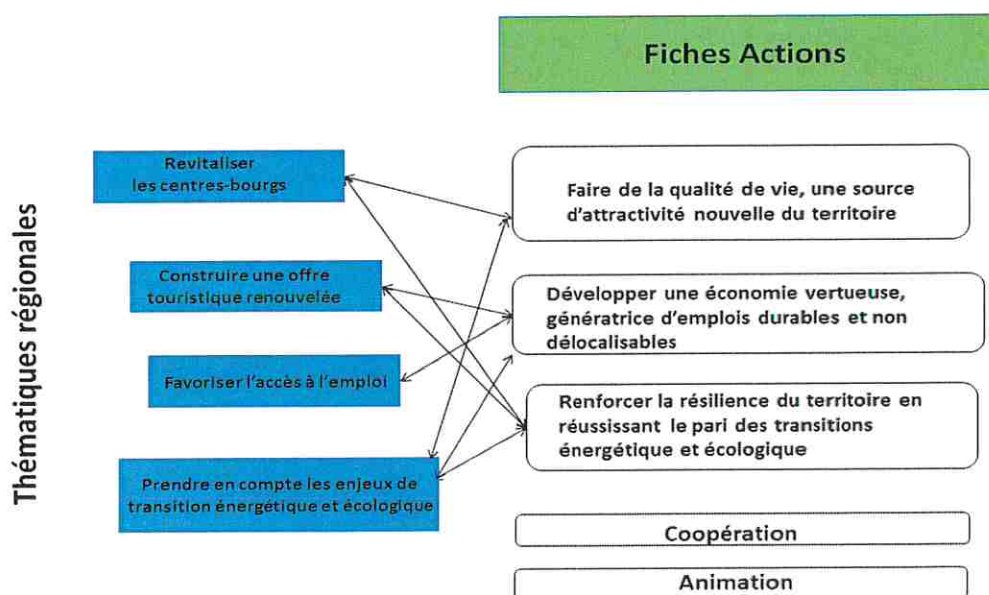 Fiches Actions
Thématiques régionales
Revitaliser
les centres-bourgs
Construire une offre
touristique renouvelée
Favoriser l'accès à l'emploi
Prendre en compte les enjeux de
transition énergétique et écologique
Faire de la qualité de vie, une source
d'attractivité nouvelle du territoire
Développer une économie vertueuse,
génératrice d'emplois durables et non
délocalisables
Renforcer la résilience du territoire en
réussissant le pari des transitions
énergétique et écologique
Coopération
Animation